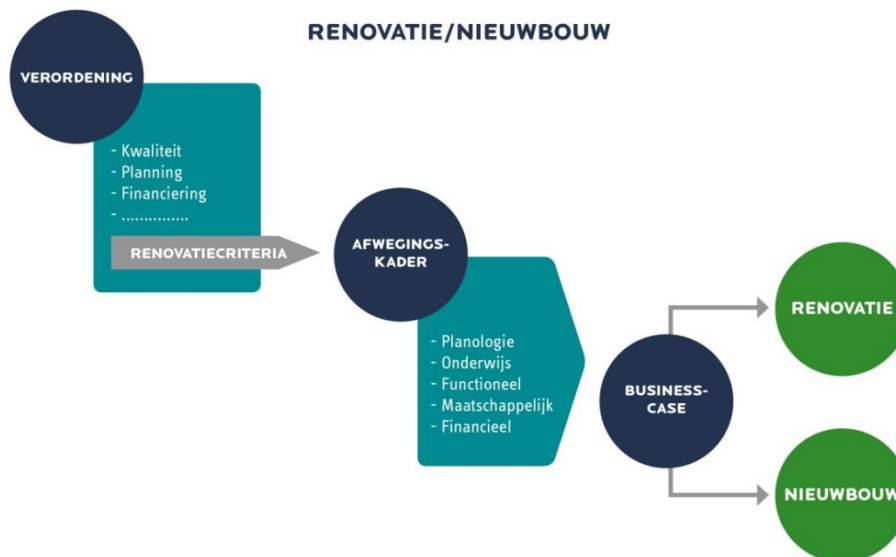 RENOVATIE/NIEUWBOUW
VERORDENING
- Kwaliteit
- Planning
- Financiering
- ...............
RENOVATIECRITERIA
AFWEGINGS-
KADER
- Planologie
- Onderwijs
- Functioneel
- Maatschappelijk
- Financieel
BUSINESS-
CASE
RENOVATIE
NIEUWBOUW